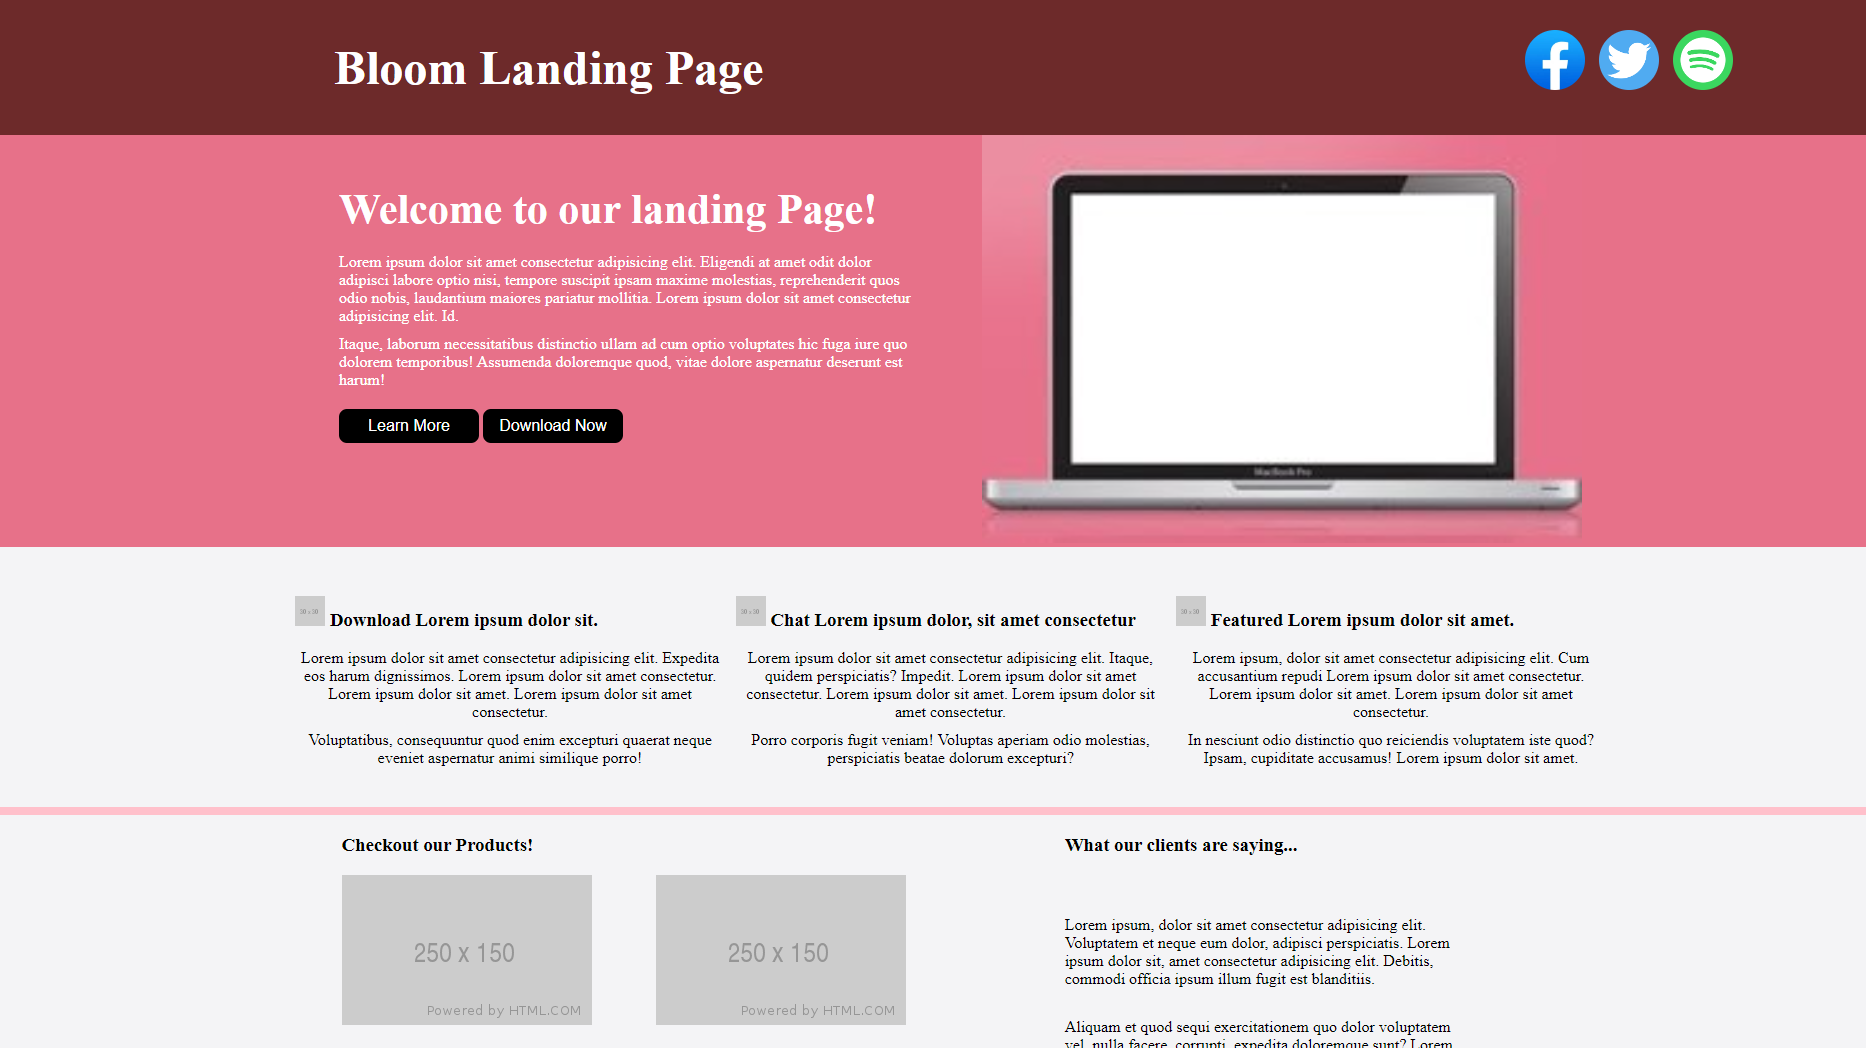 Bloom Landing Page
Welcome to our landing Page!
Lorem ipsum dolor sit amet consectetur adipisicing elit. Eligendi at amet odit dolor
adipisci labore optio nisi, tempore suscipit ipsam maxime molestias, reprehenderit quos
odio nobis, laudantium maiores pariatur mollitia. Lorem ipsum dolor sit amet consectetur
adipisicing elit. Id.
Itaque, laborum necessitatibus distinctio ullam ad cum optio voluptates hic fuga iure quo
dolorem temporibus! Assumenda doloremque quod, vitae dolore aspernatur deserunt est
harum!
Learn More
Download Now
MacBook Pro
30 x 30
Download Lorem ipsum dolor sit.
Lorem ipsum dolor sit amet consectetur adipisicing elit. Expedita
eos harum dignissimos. Lorem ipsum dolor sit amet consectetur.
Lorem ipsum dolor sit amet. Lorem ipsum dolor sit amet
consectetur.
Voluptatibus, consequuntur quod enim excepturi quaerat neque
eveniet aspernatur animi similique porro!
30 x 30
Chat Lorem ipsum dolor, sit amet consectetur
Lorem ipsum dolor sit amet consectetur adipisicing elit. Itaque,
quidem perspiciatis? Impedit. Lorem ipsum dolor sit amet
consectetur. Lorem ipsum dolor sit amet. Lorem ipsum dolor sit
amet consectetur.
Porro corporis fugit veniam! Voluptas aperiam odio molestias,
perspiciatis beatae dolorum excepturi?
30 x 30
Featured Lorem ipsum dolor sit amet.
Lorem ipsum, dolor sit amet consectetur adipisicing elit. Cum
accusantium repudi Lorem ipsum dolor sit amet consectetur.
Lorem ipsum dolor sit amet. Lorem ipsum dolor sit amet
consectetur.
In nesciunt odio distinctio quo reiciendis voluptatem iste quod?
Ipsam, cupiditate accusamus! Lorem ipsum dolor sit amet.
Checkout our Products!
250 x 150
Powered by HTML.COM
250 x 150
Powered by HTML.COM
What our clients are saying...
Lorem ipsum, dolor sit amet consectetur adipisicing elit.
Voluptatem et neque eum dolor, adipisci perspiciatis. Lorem
ipsum dolor sit, amet consectetur adipisicing elit. Debitis,
commodi officia ipsum illum fugit est blanditiis.
Aliquam et quod sequi exercitationem quo dolor voluptatem
vel, nulla facere, corrupti, expedita doloremque sunt? Lorem